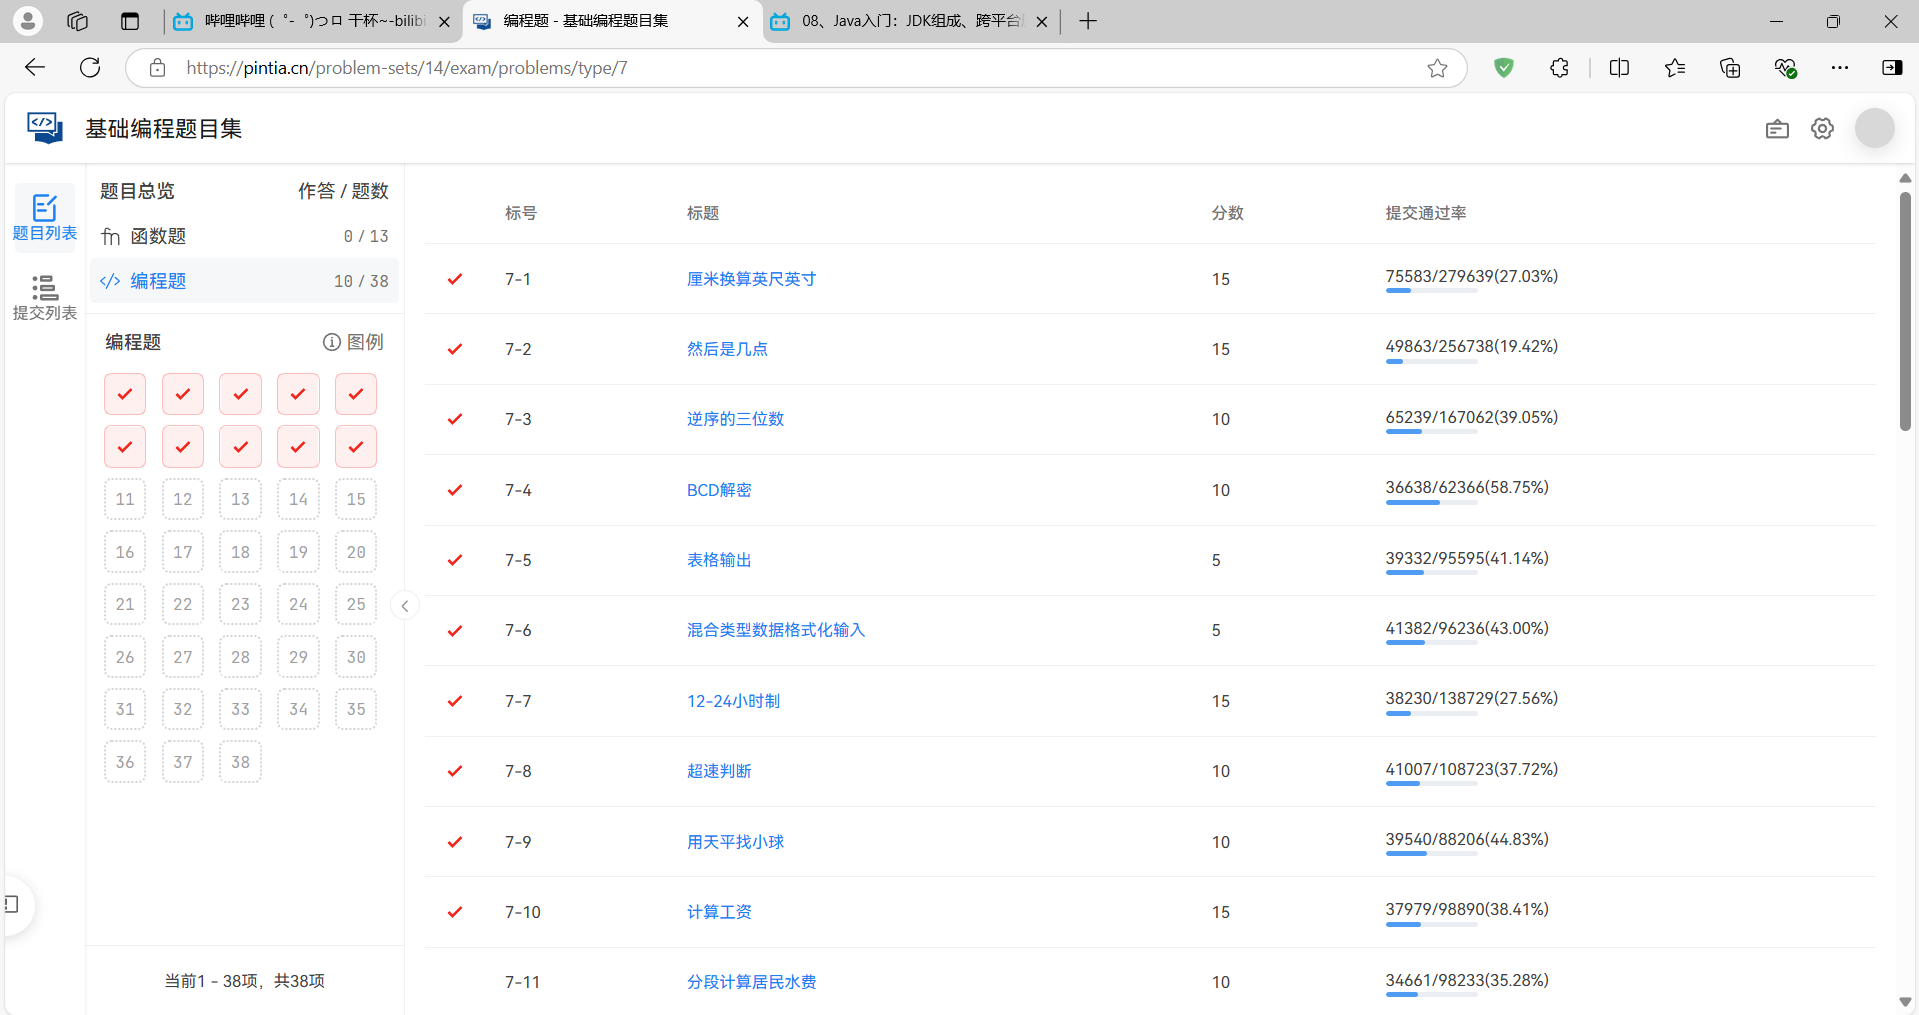 哔哩哔哩 (゜-゜)つロ 干杯~-bilibi
编程题 - 基础编程题目集
08、Java入门：JDK组成、跨平台
https://pintia.cn/problem-sets/14/exam/problems/type/7
基础编程题目集
题目列表
提交列表
题目总览 作答 / 题数
函数题 0 / 13
编程题 10 / 38
编程题 图例
11 12 13 14 15
16 17 18 19 20
21 22 23 24 25
26 27 28 29 30
31 32 33 34 35
36 37 38
当前1 - 38项，共38项
标号 标题 分数 提交通过率
7-1 厘米换算英尺英寸 15 75583/279639(27.03%)
7-2 然后是几点 15 49863/256738(19.42%)
7-3 逆序的三位数 10 65239/167062(39.05%)
7-4 BCD解密 10 36638/62366(58.75%)
7-5 表格输出 5 39332/95595(41.14%)
7-6 混合类型数据格式化输入 5 41382/96236(43.00%)
7-7 12-24小时制 15 38230/138729(27.56%)
7-8 超速判断 10 41007/108723(37.72%)
7-9 用天平找小球 10 39540/88206(44.83%)
7-10 计算工资 15 37979/98890(38.41%)
7-11 分段计算居民水费 10 34661/98233(35.28%)